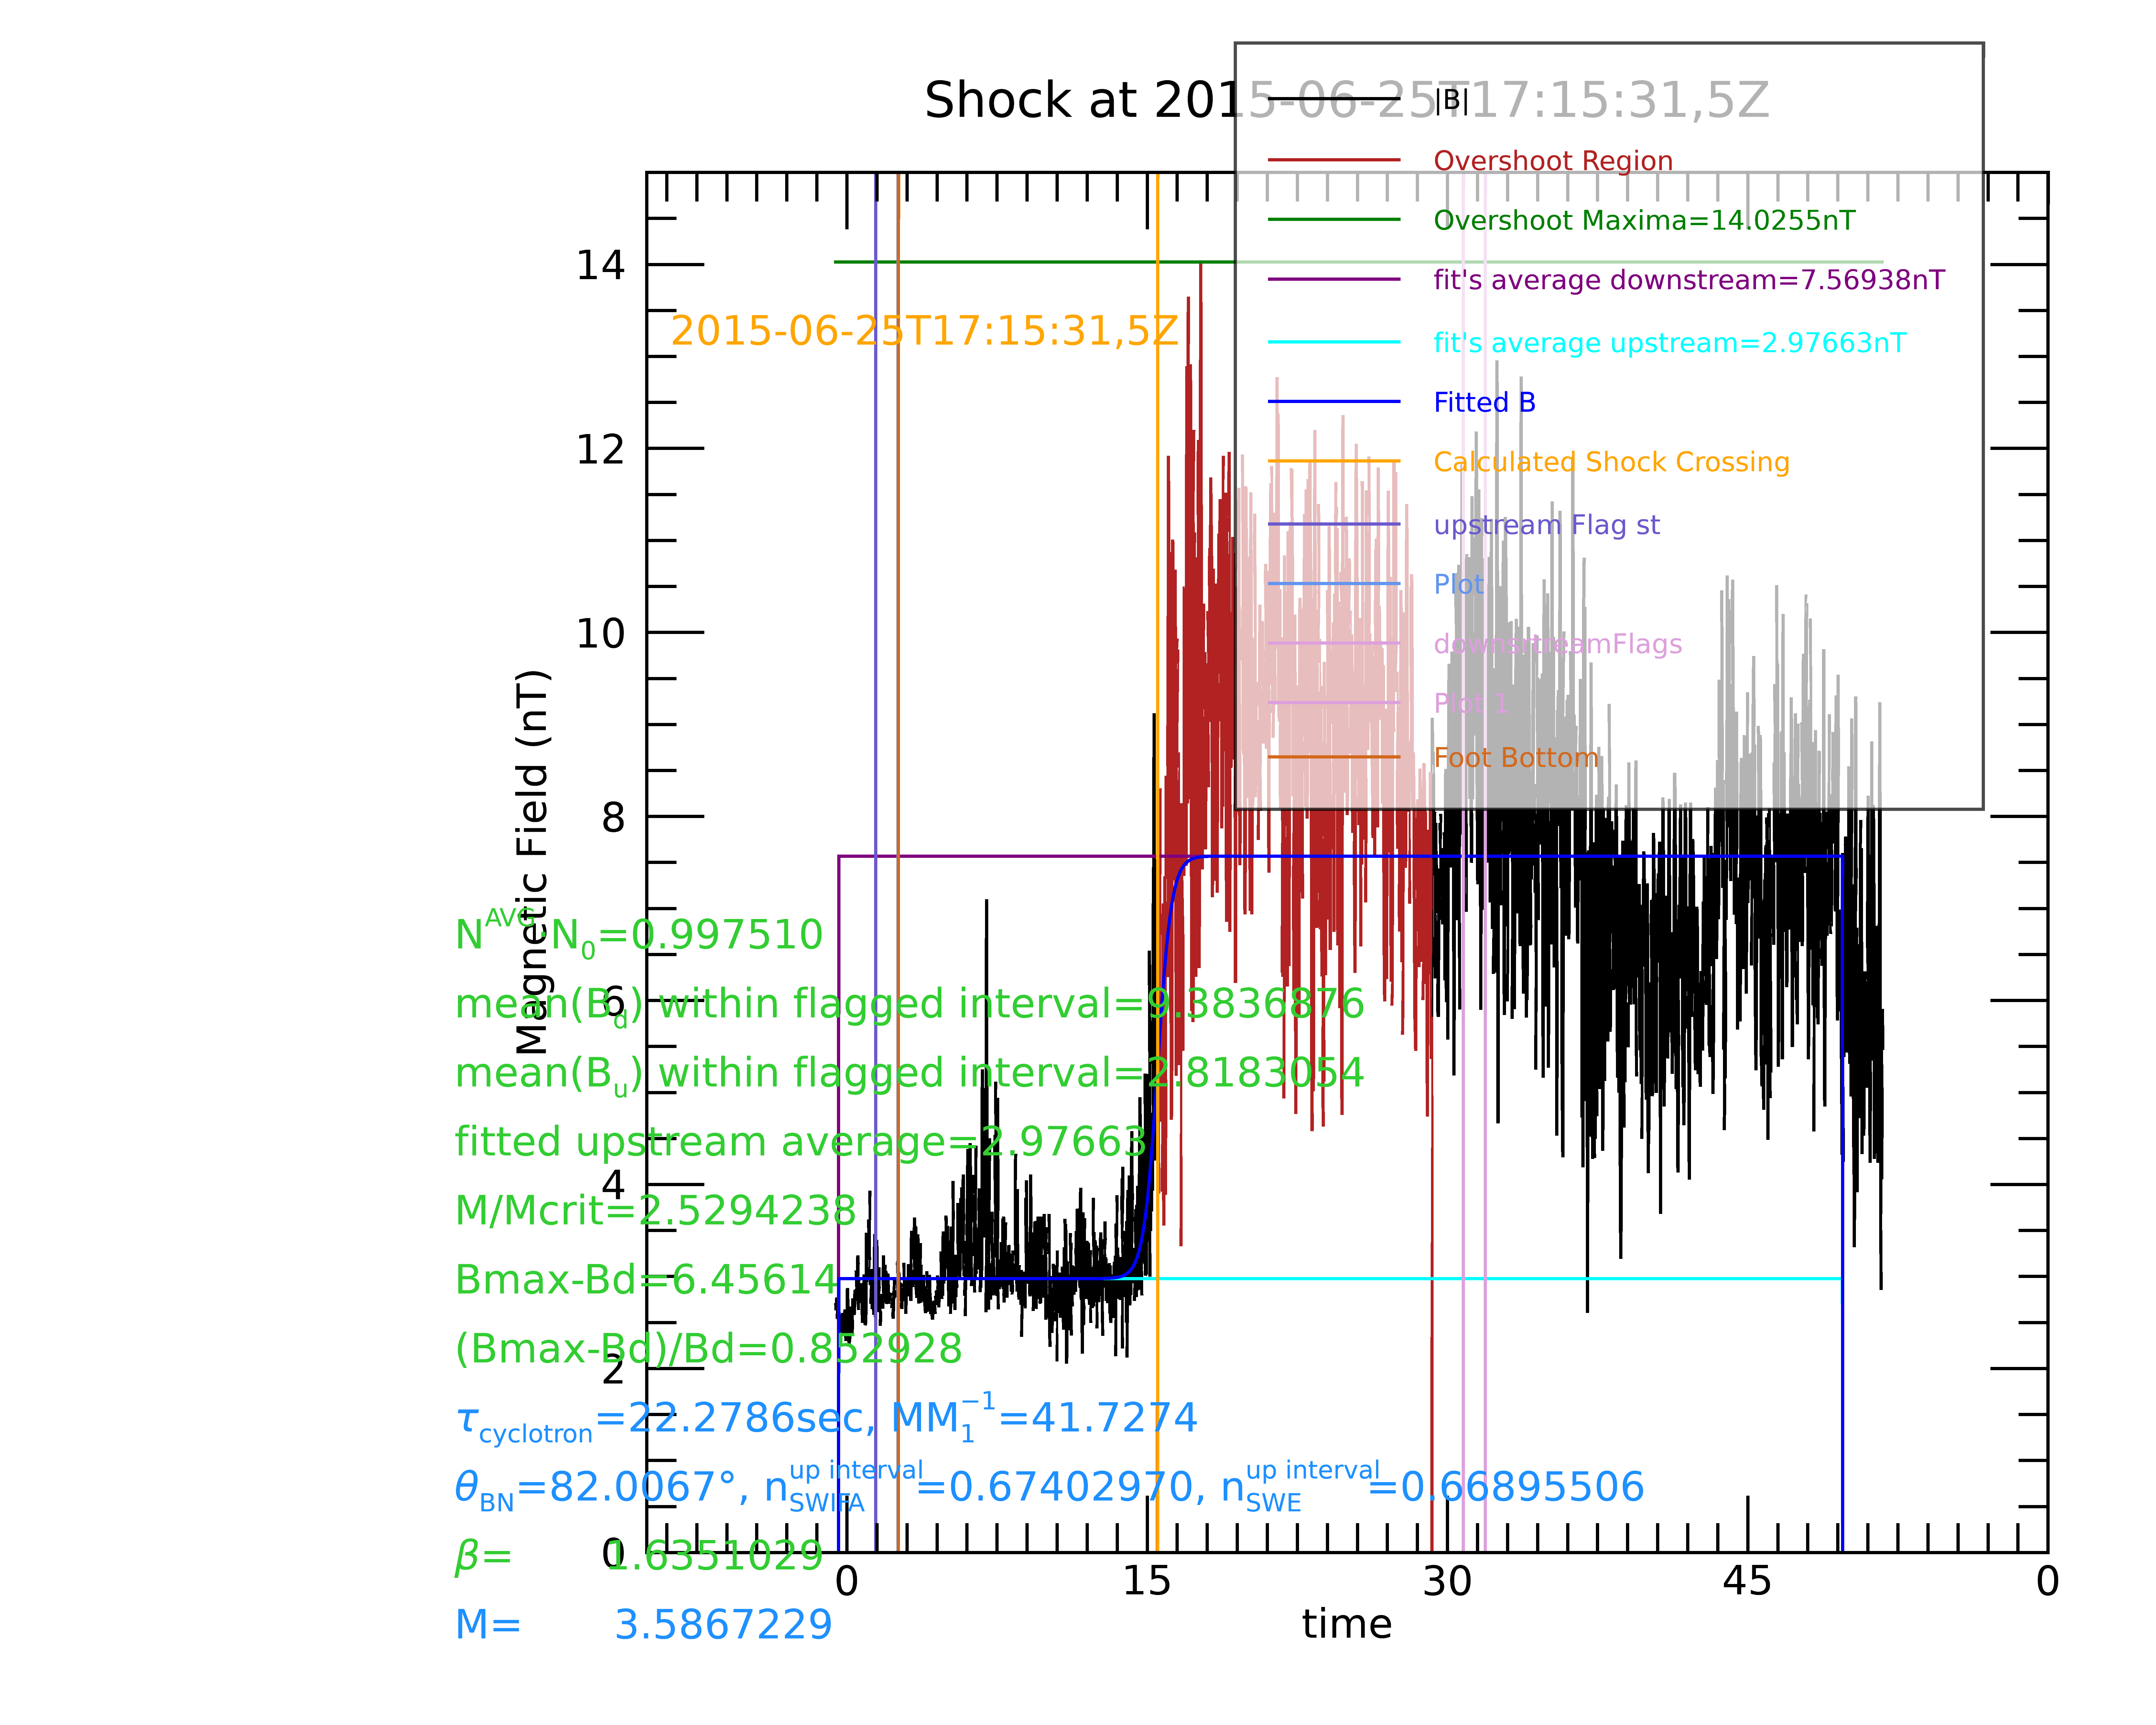 Shock at 2015-06-25T17:15:31,5Z
|B|
Overshoot Region
Overshoot Maxima=14.0255nT
fit's average downstream=7.56938nT
fit's average upstream=2.97663nT
Fitted B
Calculated Shock Crossing
upstream Flag st
Plot
downsrtreamFlags
Plot 1
Foot Bottom
2015-06-25T17:15:31,5Z
Magnetic Field (nT)
14
12
10
8
6
4
2
0
N^AVG·N_0=0.997510
mean(B_d) within flagged interval=9.3836876
mean(B_u) within flagged interval=2.8183054
fitted upstream average=2.97663
M/Mcrit=2.5294238
Bmax-Bd=6.45614
(Bmax-Bd)/Bd=0.852928
τ_cyclotron=22.2786sec, MM_1^−1=41.7274
θ_BN=82.0067°, n_SWIFA^up interval=0.67402970, n_SWE^up interval=0.66895506
β= 1.6351029
M= 3.5867229
0 15 30 45 0
time